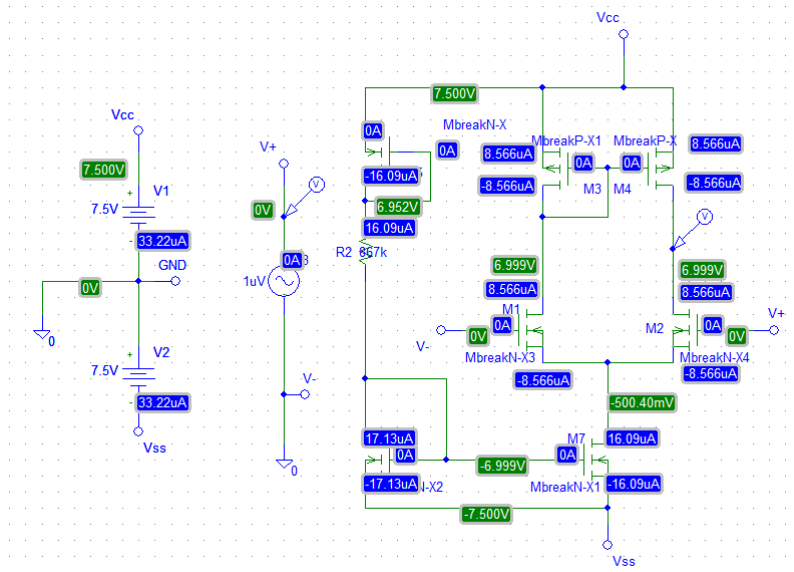 Vcc
7.500V
Vcc
0A
MbreakN-X
0A
V+
8.566uA
MbreakP-X1
MbreakP-X
8.566uA
0A
0A
7.500V
V1
-16.09uA
-8.566uA
M3
M4
-8.566uA
V
V
0V
6.952V
7.5V
33.22uA
16.09uA
R2
667k
GND
0A
6.999V
6.999V
0V
1uV
8.566uA
8.566uA
M1
0A
M2
0A
V+
0
V-
0V
0V
V2
MbreakN-X3
MbreakN-X4
7.5V
-8.566uA
-8.566uA
V-
33.22uA
-500.40mV
17.13uA
M7
16.09uA
Vss
0A
0A
-6.999V
0
-17.13uA
N-X2
MbreakN-X1
-16.09uA
-7.500V
Vss